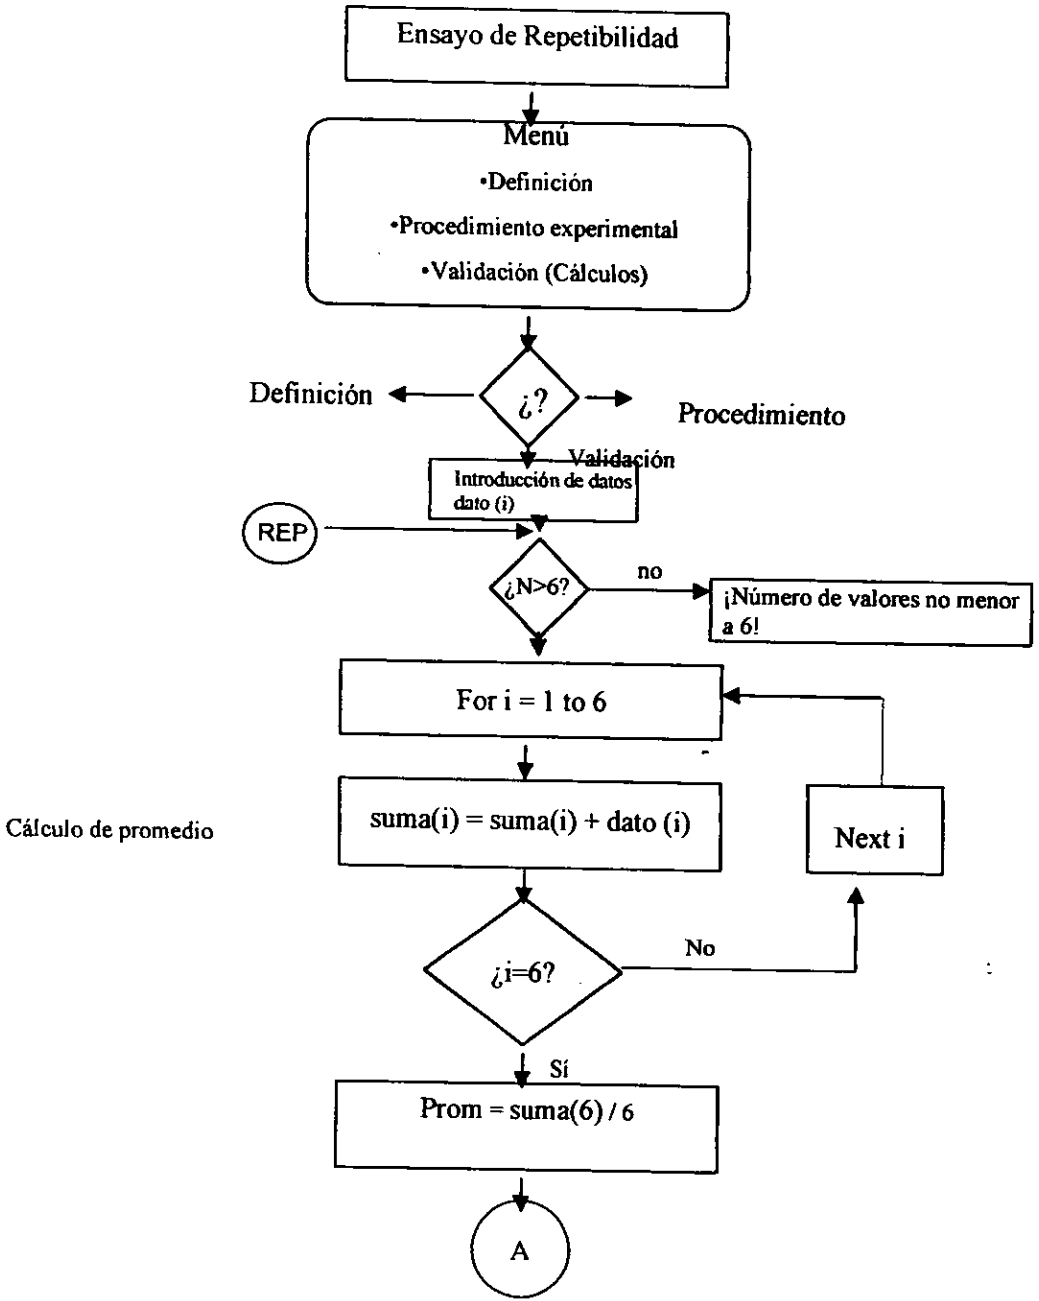 Ensayo de Repetibilidad
Menú
•Definición
•Procedimiento experimental
•Validación (Cálculos)
¿?
Definición
Procedimiento
Validación
Introducción de datos
dato (i)
REP
¿N>6?
no
¡Número de valores no menor
a 6!
For i = 1 to 6
suma(i) = suma(i) + dato (i)
Cálculo de promedio
Next i
¿i=6?
No
Sí
Prom = suma(6) / 6
A